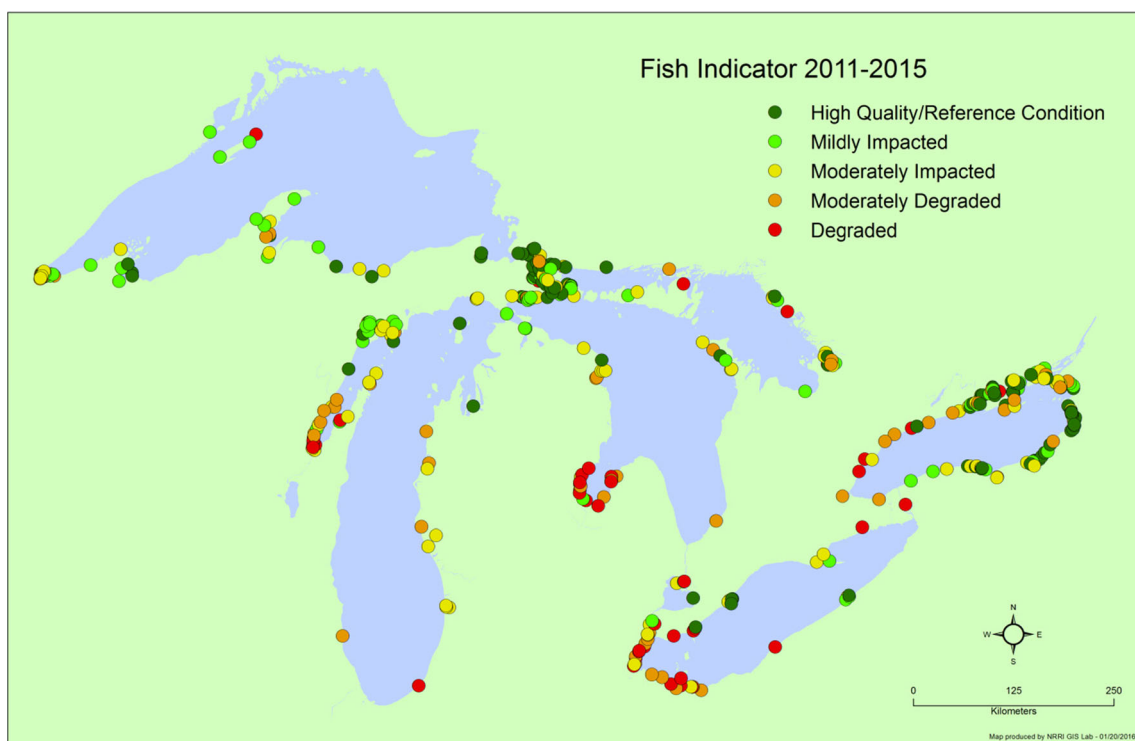 Fish Indicator 2011-2015
High Quality/Reference Condition
Mildly Impacted
Moderately Impacted
Moderately Degraded
Degraded
N
W E
S
0 125 250
Kilometers
Map produced by NRRI GIS Lab - 01/20/2016